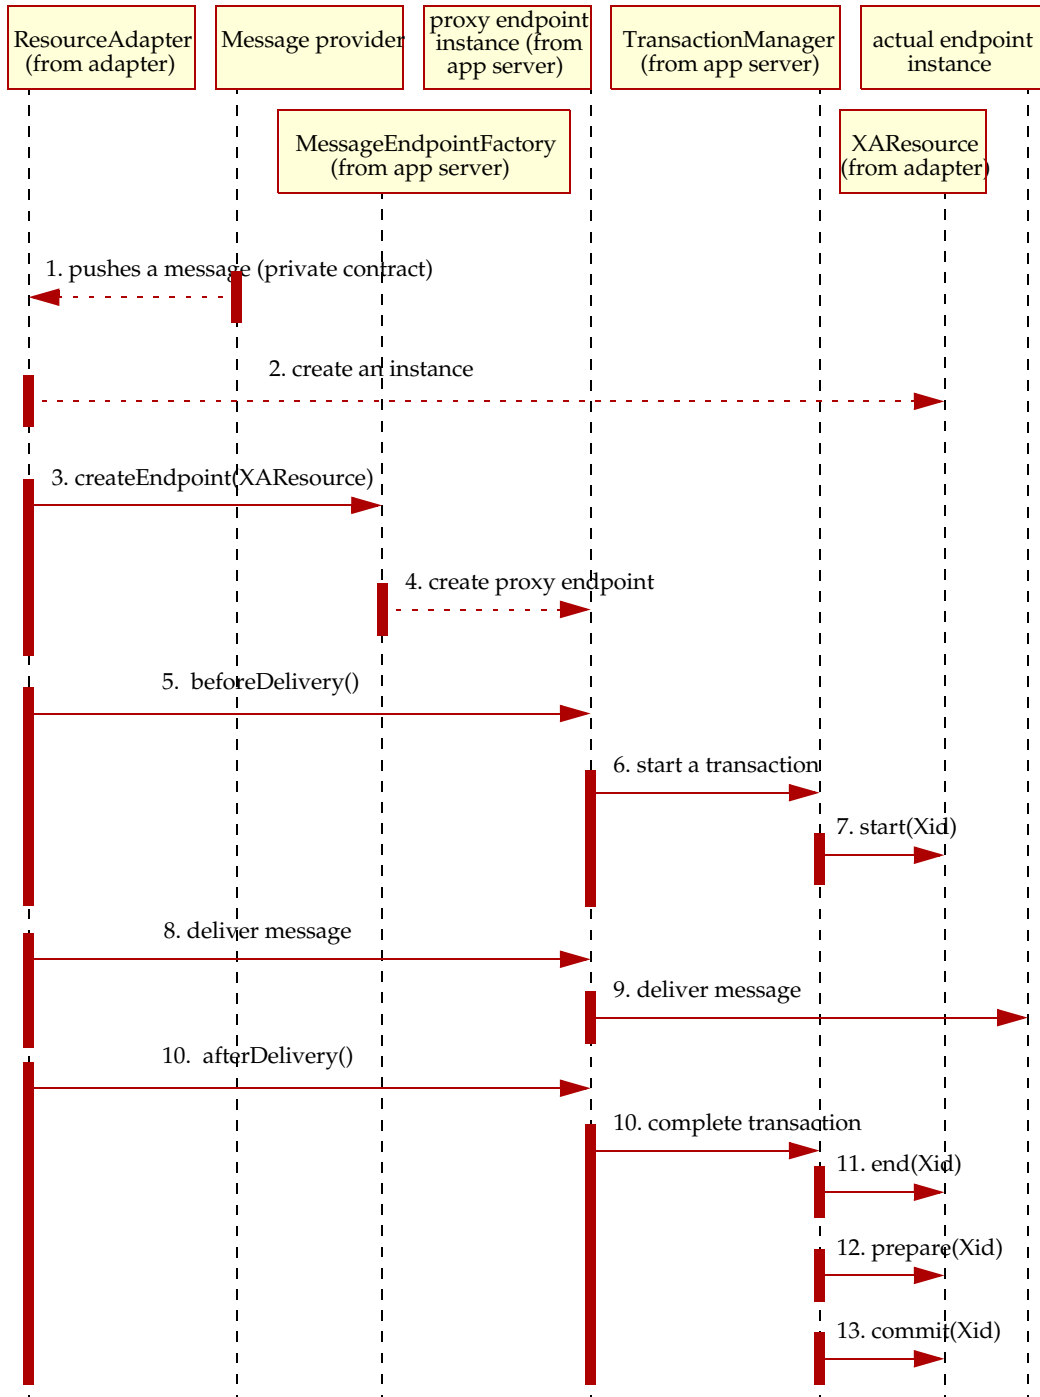 ResourceAdapter
(from adapter)
Message provider
proxy endpoint
instance (from
app server)
TransactionManager
(from app server)
actual endpoint
instance
MessageEndpointFactory
(from app server)
XAResource
(from adapter)
1. pushes a message (private contract)
2. create an instance
3. createEndpoint(XAResource)
4. create proxy endpoint
5.  beforeDelivery()
6. start a transaction
7. start(Xid)
8. deliver message
9. deliver message
10.  afterDelivery()
10. complete transaction
11. end(Xid)
12. prepare(Xid)
13. commit(Xid)